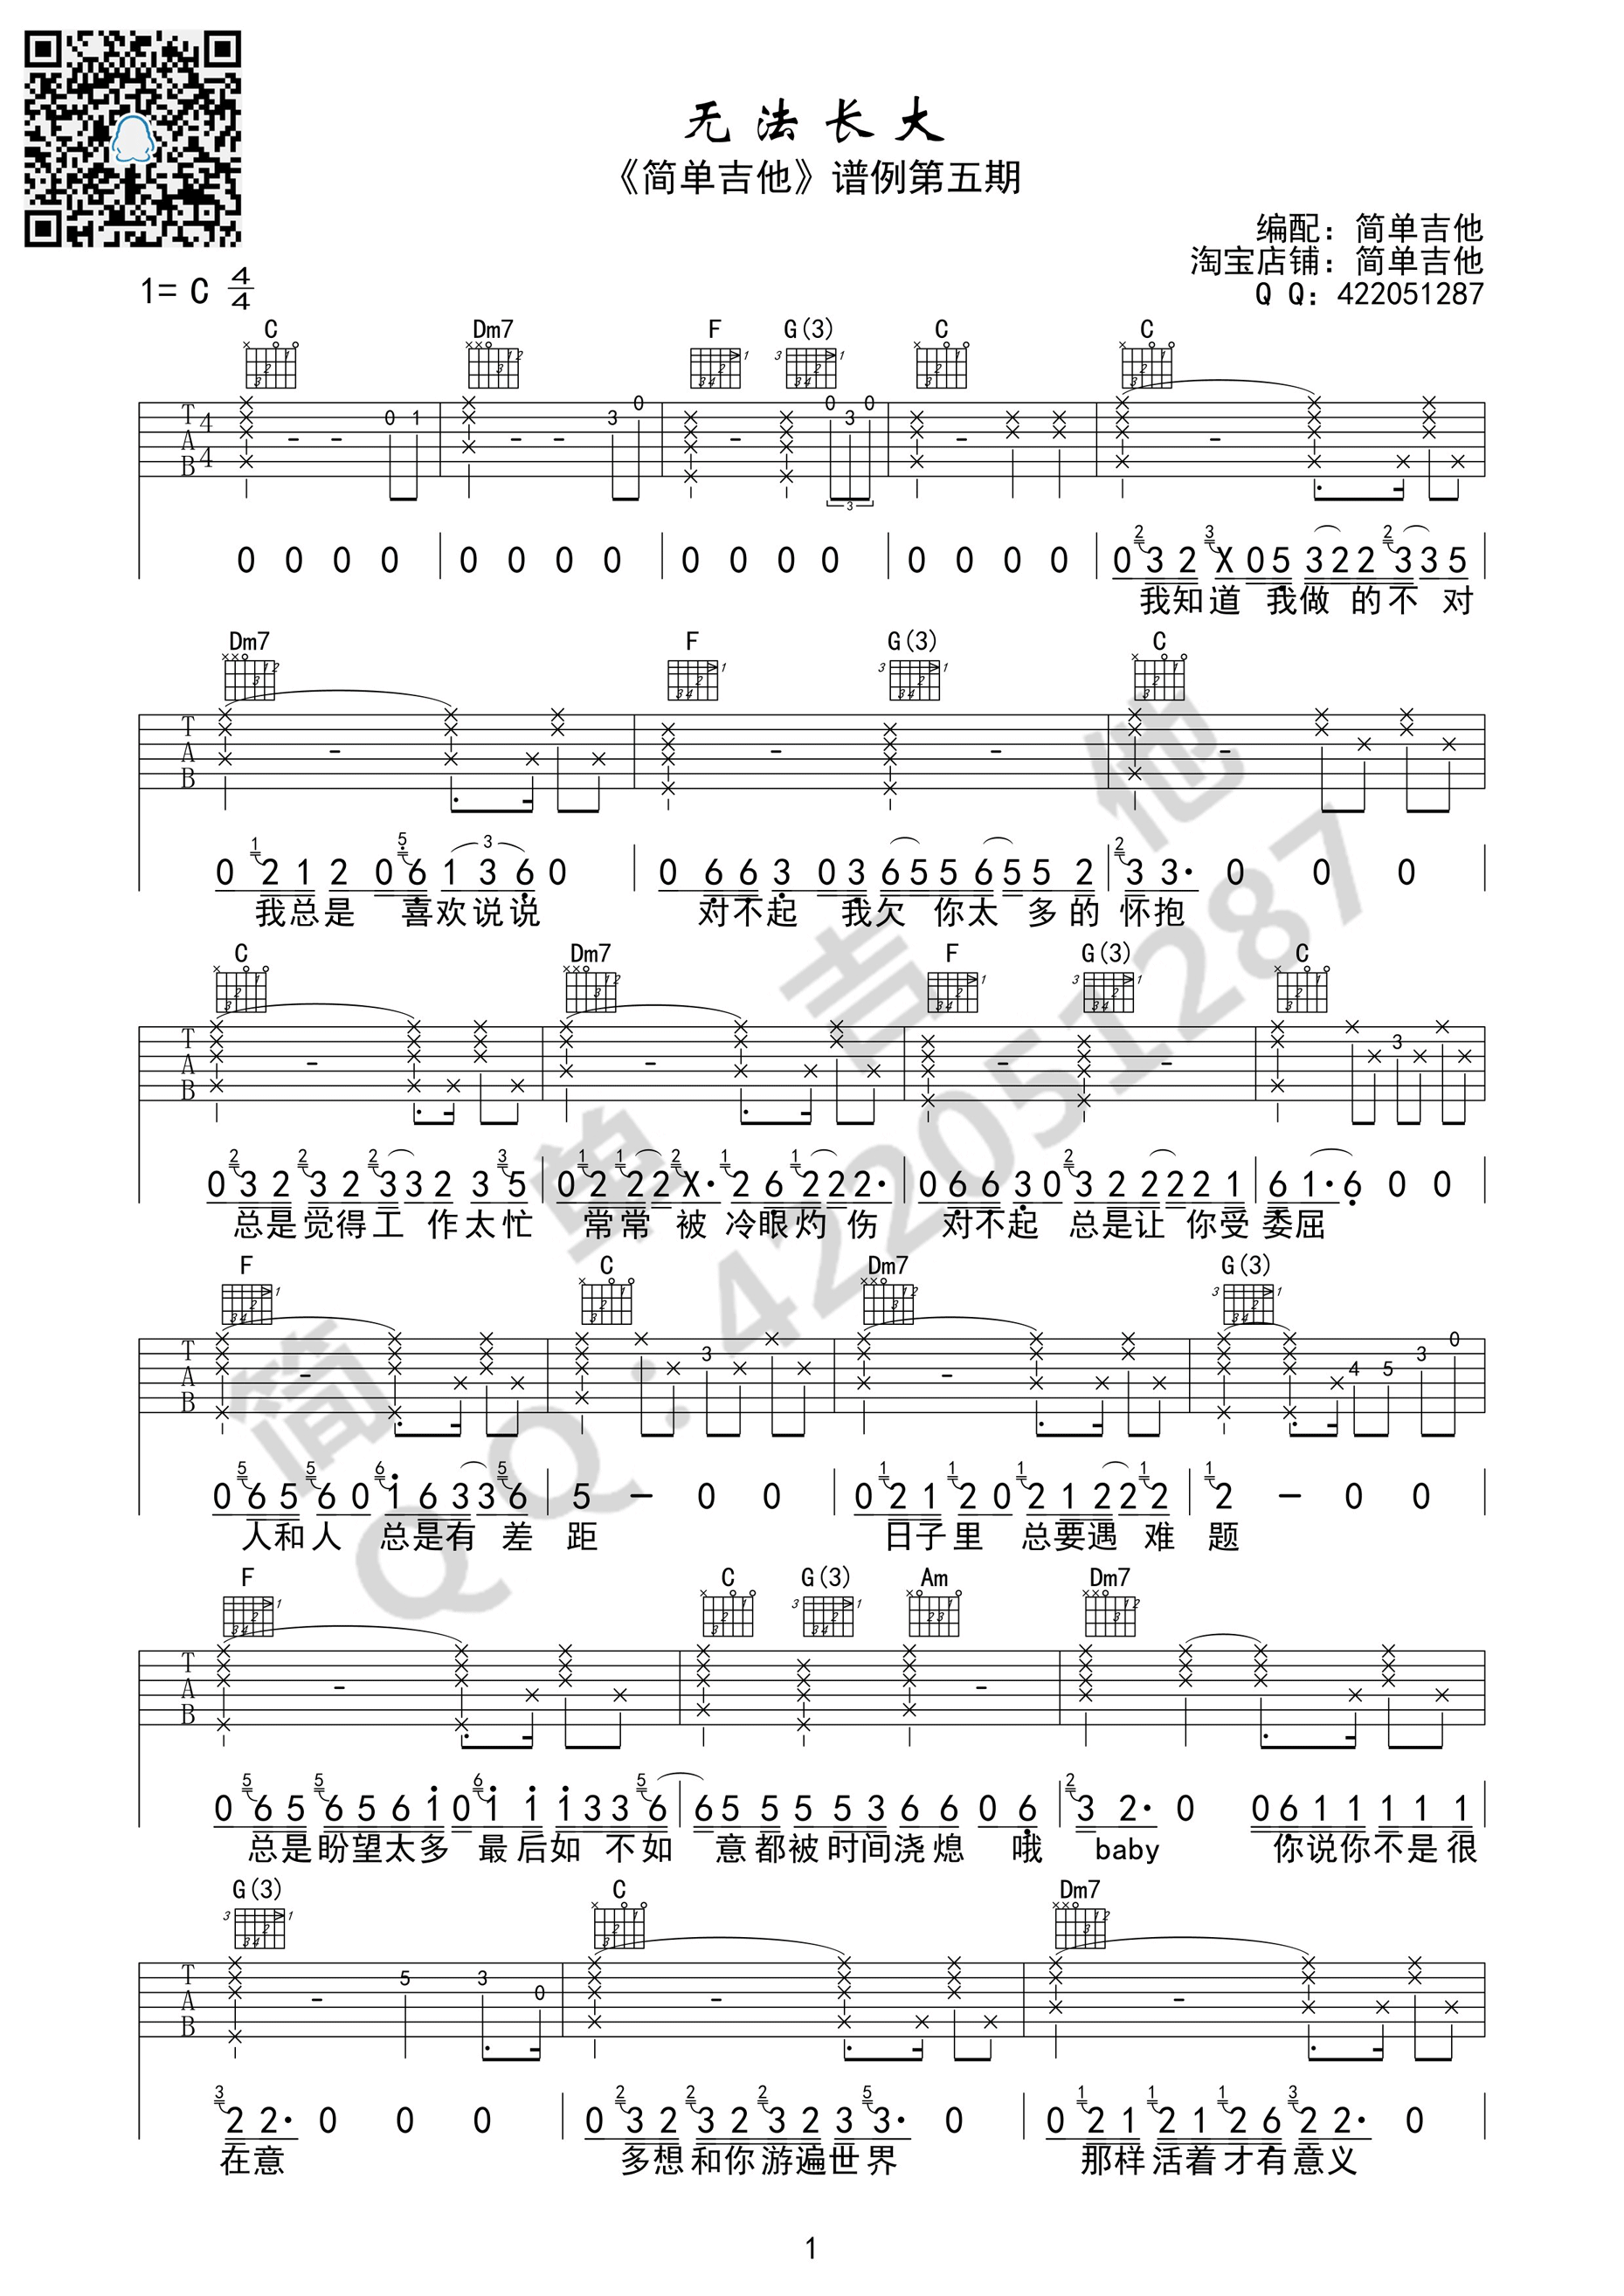 无法长大
《简单吉他》谱例第五期
编配：简单吉他
淘宝店铺：简单吉他
Q Q：422051287
1= C 4/4
C Dm7 F G(3) C C
0 0 0 0 0 0 0 0 0 0 0 0 0 0 0 0 0 3 2 X 0 5 3 2 2 3 3 5
我知道 我做 的不 对
Dm7 F G(3) C
0 2 1 2 0 6 1 3 6 0 0 6 6 3 0 3 6 5 5 6 5 5 2 3 3· 0 0 0
我总是 喜欢说说 对不起 我欠 你太 多的 怀抱
C Dm7 F G(3) C
0 3 2 3 2 3 3 2 3 5 0 2 2 2 X· 2 6 2 2 2· 0 6 6 3 0 3 2 2 2 2 1 6 1· 6 0 0
总是觉得工 作太忙 常常 被 冷眼灼 伤 对不起 总是让 你受 委屈
F C Dm7 G(3)
0 6 5 6 0 1 6 3 3 6 5 – 0 0 0 2 1 2 0 2 1 2 2 2 2 – 0 0
人和人 总是有 差 距 日子里 总要遇 难 题
F C G(3) Am Dm7
0 6 5 6 5 6 1 0 1 1 1 3 3 6 6 5 5 5 5 3 6 6 0 6 3 2· 0 0 6 1 1 1 1 1
总是盼望太多 最后如 不如 意都被时间浇熄 哦 baby 你说你不是很
G(3) C Dm7
2 2· 0 0 0 0 3 2 3 2 3 2 3 3· 0 0 2 1 2 1 2 6 2 2· 0
在意 多想和你游遍世界 那样活着才有意义
1
简单吉他
QQ：422051287